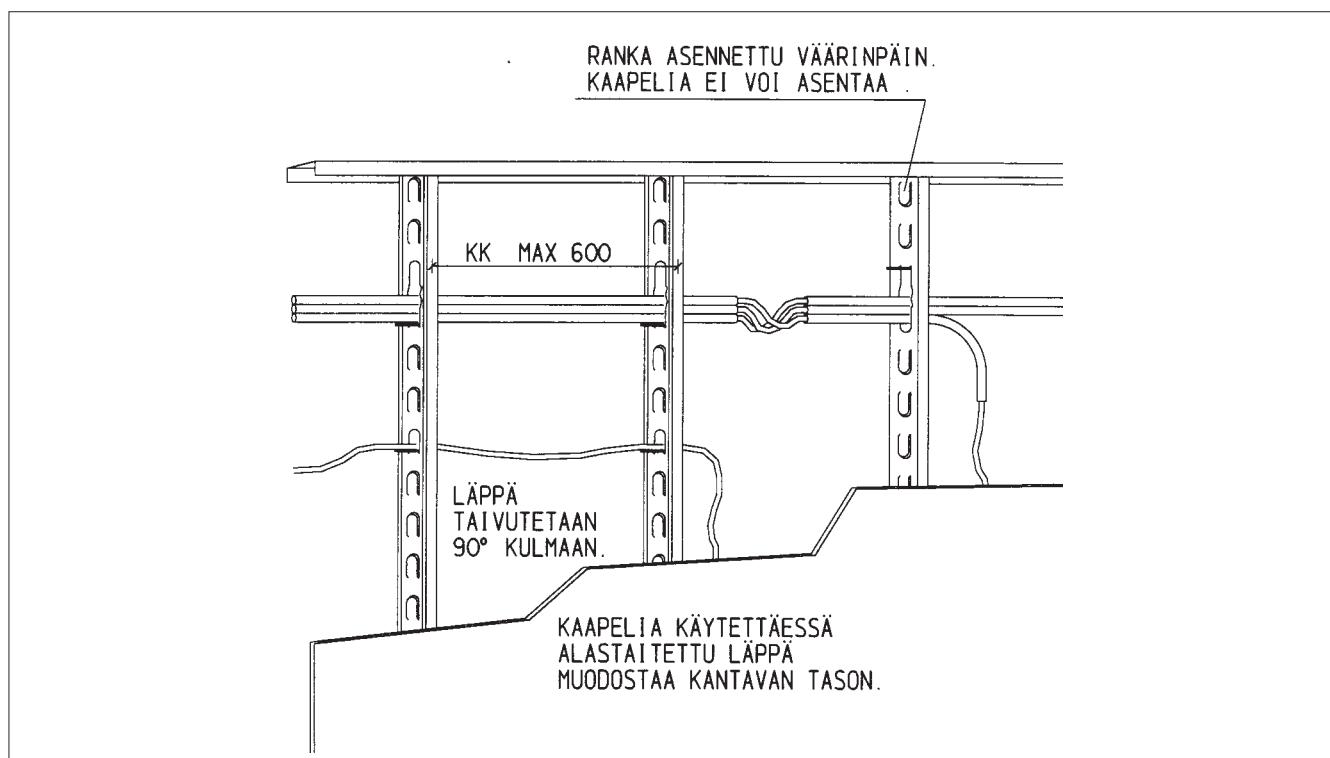 RANKA ASENNETTU VÄÄRINPÄIN.
KAAPELIA EI VOI ASENTAA .
KK MAX 600
LÄPPÄ
TAIVUTETAAN
90° KULMAAN.
KAAPELIA KÄYTETTÄESSÄ
ALASTAITETTU LÄPPÄ
MUODOSTAA KANTAVAN TASON.